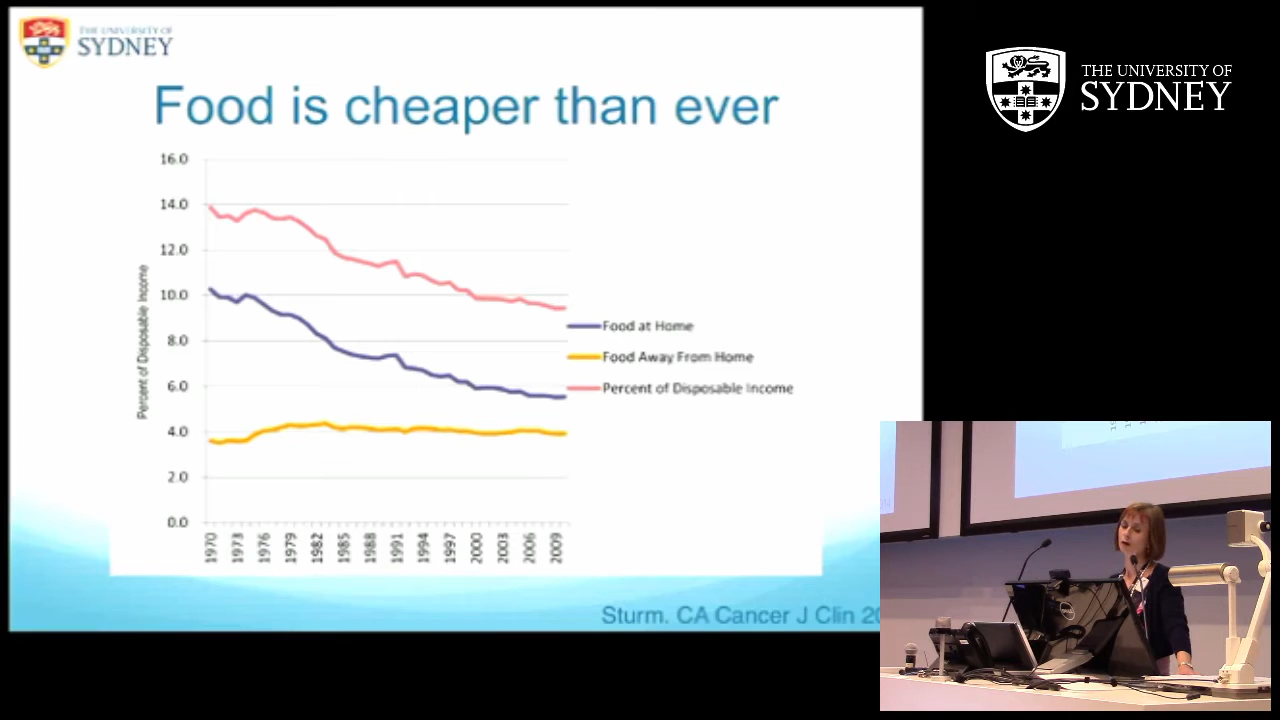 THE UNIVERSITY OF
SYDNEY
Food is cheaper than ever
Percent of Disposable Income
16.0
14.0
12.0
10.0
8.0
6.0
4.0
2.0
0.0
1970
1973
1976
1979
1982
1985
1988
1991
1994
1997
2000
2003
2006
2009
Food at Home
Food Away From Home
Percent of Disposable Income
Sturm. CA Cancer J Clin 20
THE UNIVERSITY OF
SYDNEY
DELL